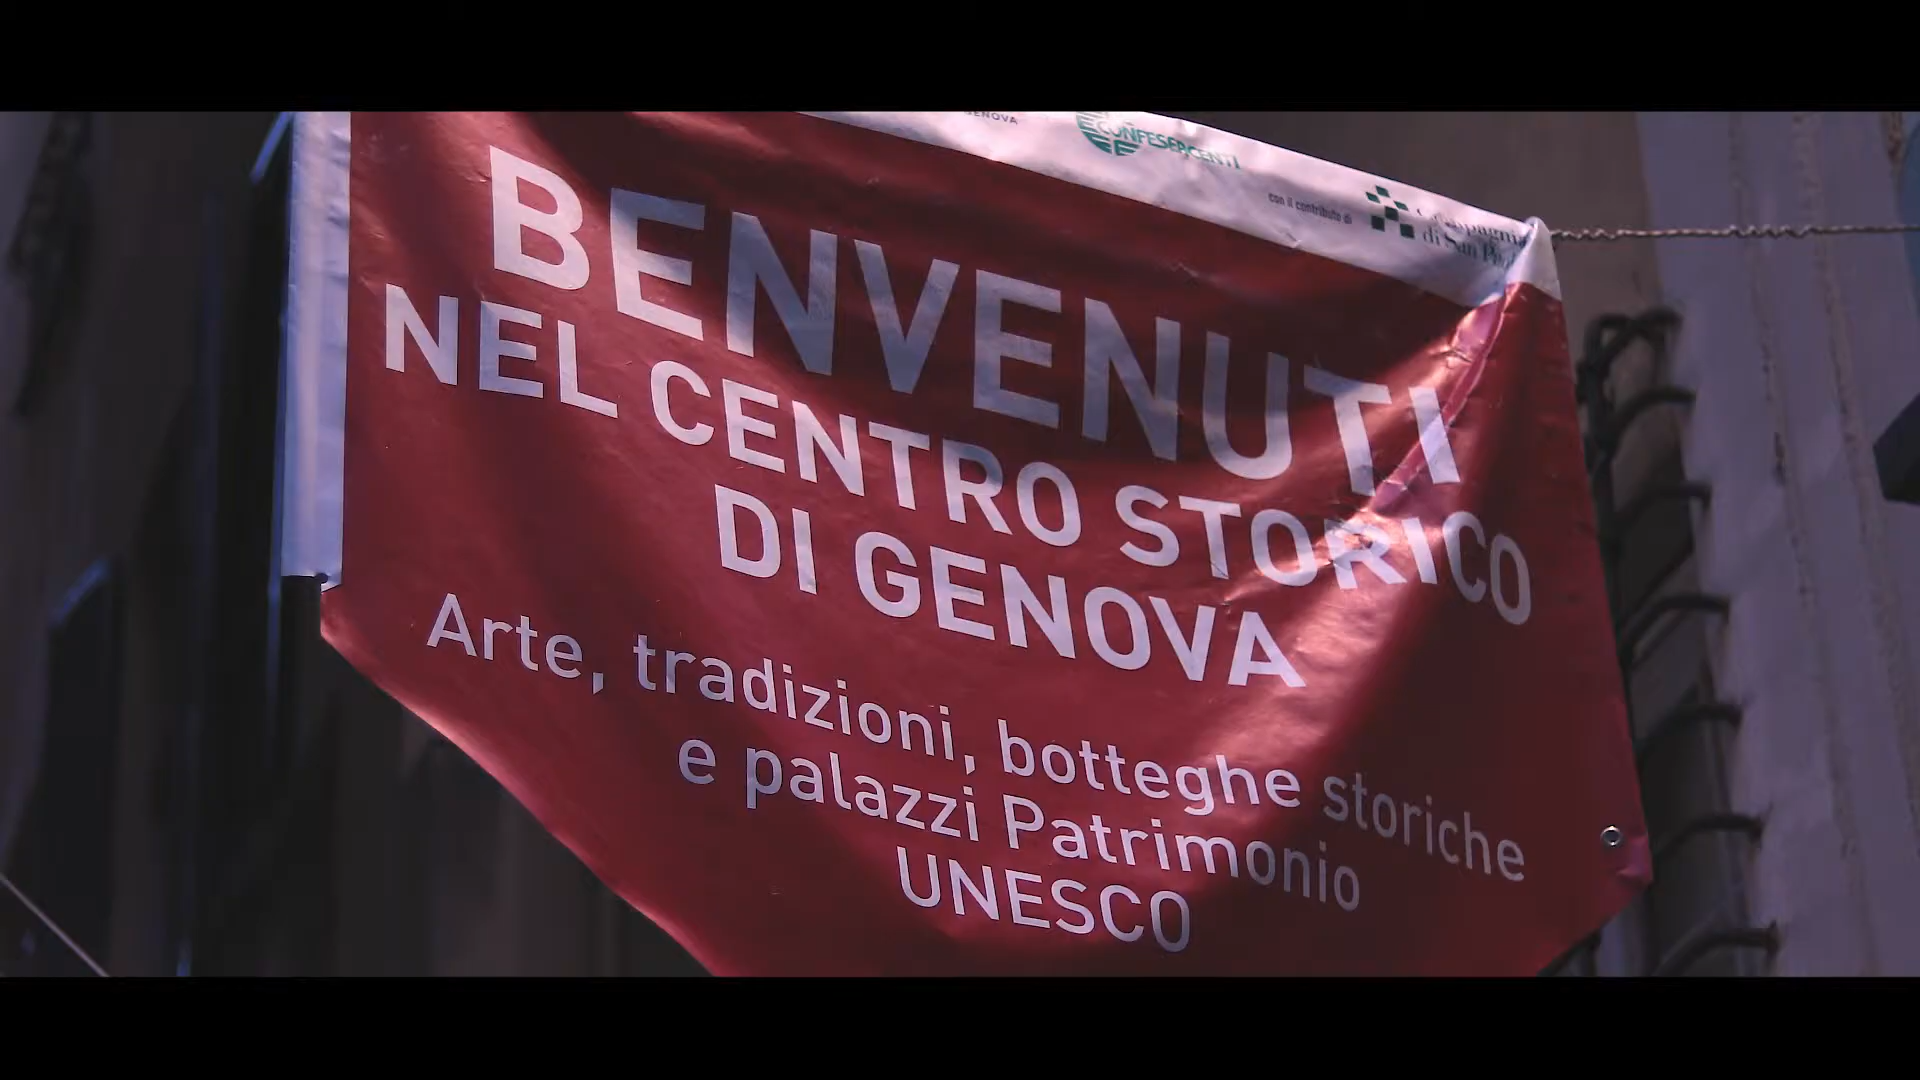 GENOVA
CONFESERCENTI
con il contributo di
Compagnia
di San Paolo
BENVENUTI
NEL CENTRO STORICO
DI GENOVA
Arte, tradizioni, botteghe storiche
e palazzi Patrimonio
UNESCO